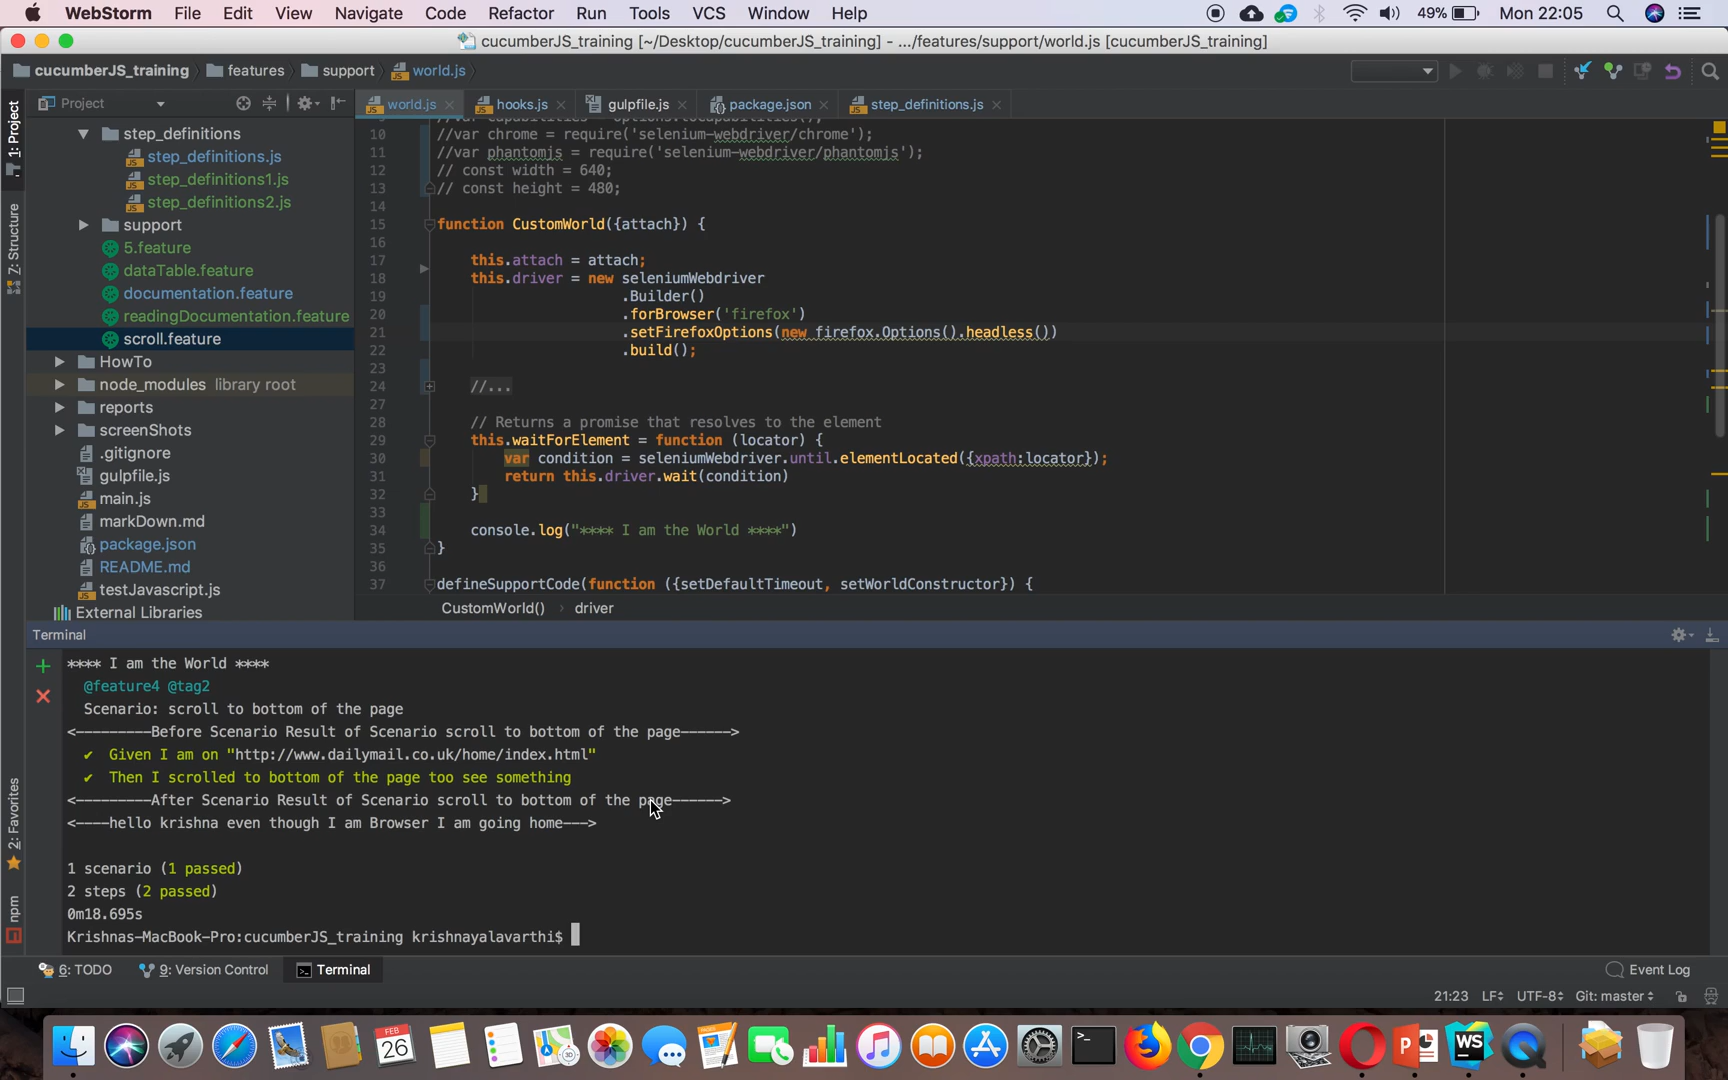 WebStorm File Edit View Navigate Code Refactor Run Tools VCS Window Help 49% Mon 22:05
cucumberJS_training [~/Desktop/cucumberJS_training] - .../features/support/world.js [cucumberJS_training]
cucumberJS_training features support world.js
Project world.js hooks.js gulpfile.js package.json step_definitions.js
1: Project
7: Structure
2: Favorites
npm
step_definitions
step_definitions.js
step_definitions1.js
step_definitions2.js
support
5.feature
dataTable.feature
documentation.feature
readingDocumentation.feature
scroll.feature
HowTo
node_modules library root
reports
screenShots
.gitignore
gulpfile.js
main.js
markDown.md
package.json
README.md
testJavascript.js
External Libraries
10 //var chrome = require('selenium-webdriver/chrome');
11 //var phantomjs = require('selenium-webdriver/phantomjs');
12 // const width = 640;
13 // const height = 480;
14
15 function CustomWorld({attach}) {
16
17 this.attach = attach;
18 this.driver = new seleniumWebdriver
19 .Builder()
20 .forBrowser('firefox')
21 .setFirefoxOptions(new firefox.Options().headless())
22 .build();
23
24 //...
27
28 // Returns a promise that resolves to the element
29 this.waitForElement = function (locator) {
30 var condition = seleniumWebdriver.until.elementLocated({xpath:locator});
31 return this.driver.wait(condition)
32 }
33
34 console.log("**** I am the World ****")
35 }
36
37 defineSupportCode(function ({setDefaultTimeout, setWorldConstructor}) {
CustomWorld() driver
Terminal
**** I am the World ****
@feature4 @tag2
Scenario: scroll to bottom of the page
<---------Before Scenario Result of Scenario scroll to bottom of the page------>
✔ Given I am on "http://www.dailymail.co.uk/home/index.html"
✔ Then I scrolled to bottom of the page too see something
<---------After Scenario Result of Scenario scroll to bottom of the page------>
<----hello krishna even though I am Browser I am going home--->
1 scenario (1 passed)
2 steps (2 passed)
0m18.695s
Krishnas-MacBook-Pro:cucumberJS_training krishnayalavarthi$
6: TODO 9: Version Control Terminal Event Log
21:23 LF UTF-8 Git: master
FEB
26
WS